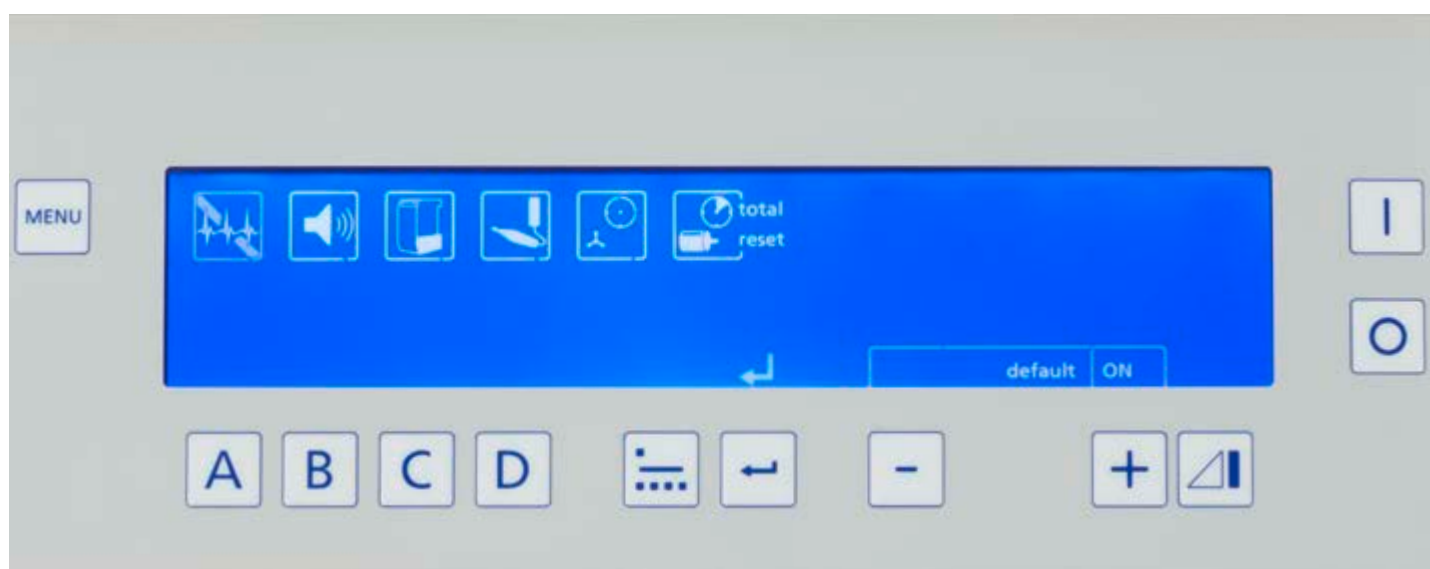 MENU
total
reset
default ON
A B C D - +
I
O